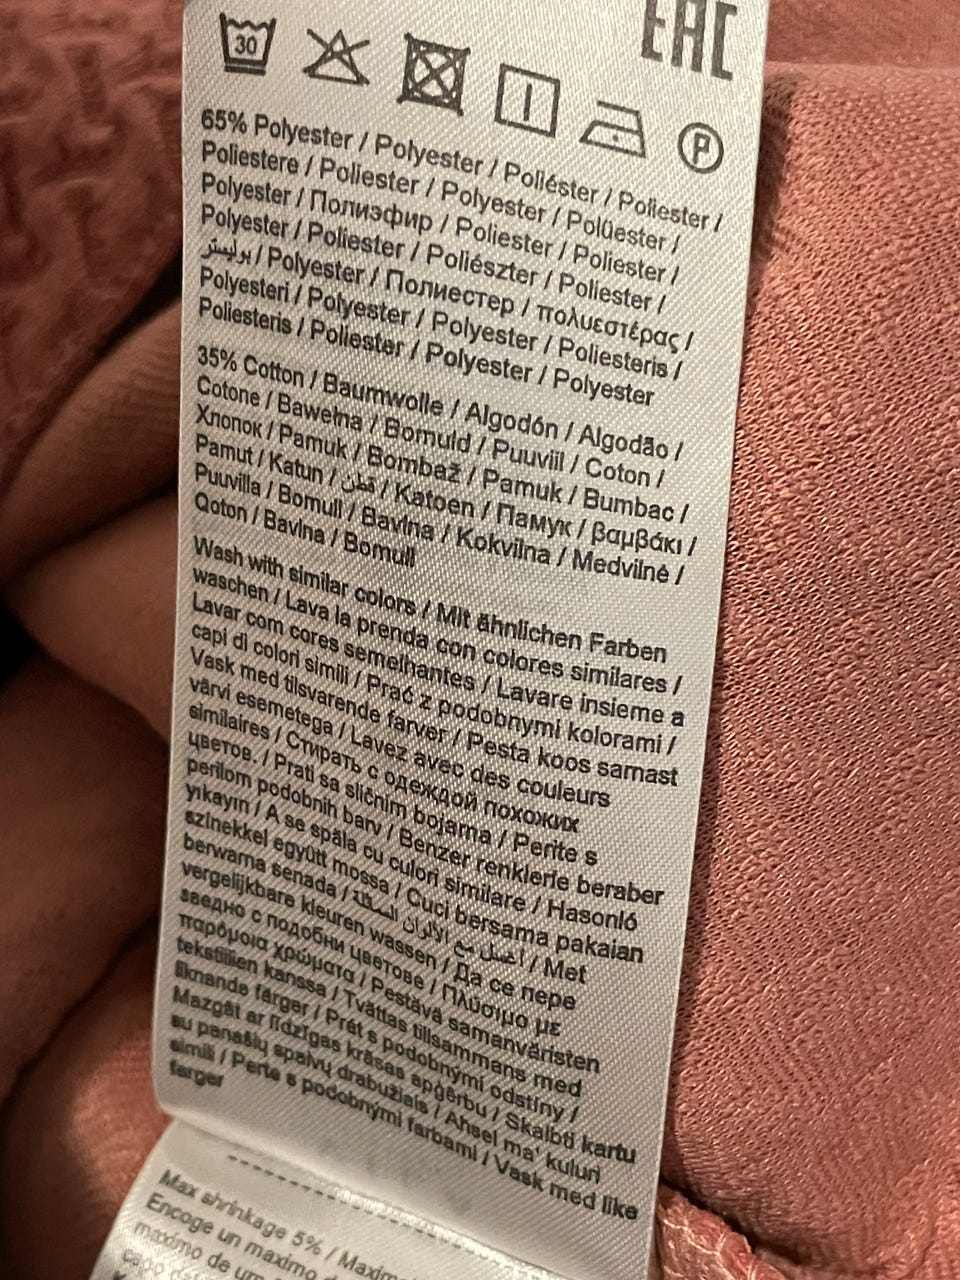 EAC
30
P
65% Polyester / Polyester / Poliéster / Poliester /
Poliestere / Poliester / Polyester / Polüester /
Polyester / Полиэфир / Poliester / Poliester /
Polyester / Poliester / Poliészter / Poliester /
بوليستر / Polyester / Полиестер / πολυεστέρας /
Polyesteri / Polyester / Polyester / Poliesteris /
Poliesteris / Poliester / Polyester / Polyester
35% Cotton / Baumwolle / Algodón / Algodão /
Cotone / Bawełna / Bomuld / Puuvill / Coton /
Хлопок / Pamuk / Bombaž / Pamuk / Bumbac /
Pamut / Katun / قطن / Katoen / Памук / βαμβάκι /
Puuvilla / Bomull / Bavlna / Kokvilna / Medvilnė /
Qoton / Bavlna / Bomull
Wash with similar colors / Mit ähnlichen Farben
waschen / Lava la prenda con colores similares /
Lavar com cores semelhantes / Lavare insieme a
capi di colori simili / Prać z podobnymi kolorami /
Vask med tilsvarende farver / Pesta koos samast
värvi esemetega / Lavez avec des couleurs
similaires / Стирать с одеждой похожих
цветов. / Prati sa sličnim bojama / Perite s
perilom podobnih barv / Benzer renklerle beraber
yıkayın / A se spăla cu culori similare / Hasonló
színekkel együtt mossa / Cuci bersama pakaian
berwarna senada / اغسل مع الألوان المماثلة / Met
vergelijkbare kleuren wassen / Да се пере
заедно с подобни цветове / Πλύσιμο με
παρόμοια χρώματα / Pestävä samanväristen
tekstiilien kanssa / Tvättas tillsammans med
liknande färger / Prát s podobnými odstíny /
Mazgāt ar līdzīgas krāsas apģērbu / Skalbti kartu
su panašių spalvų drabužiais / Aħsel ma' kuluri
simili / Perte s podobnými farbami / Vask med like
farger
Max shrinkage 5% /
Encoge un maximo
maximo de um